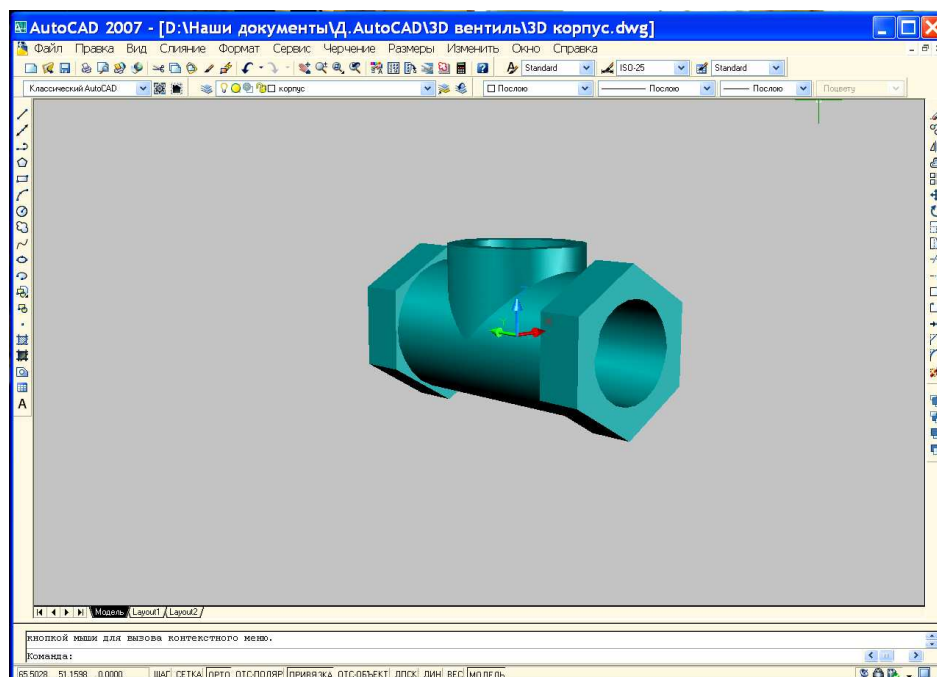 AutoCAD 2007 - [D:\Наши документы\Д.AutoCAD\3D вентиль\3D корпус.dwg]
Файл Правка Вид Слияние Формат Сервис Черчение Размеры Изменить Окно Справка
Standard ISO-25 Standard
Классический AutoCAD корпус Послою Послою Послою Поцвету
A
Модель Layout1 Layout2
кнопкой мыши для вызова контекстного меню.
Команда:
65.5028 51.1598 0.0000 ШАГ СЕТКА ОРТО ОТС-ПОЛЯР ПРИВЯЗКА ОТС-ОБЪЕКТ ДПСК ДИН ВЕС МОДЕЛЬ